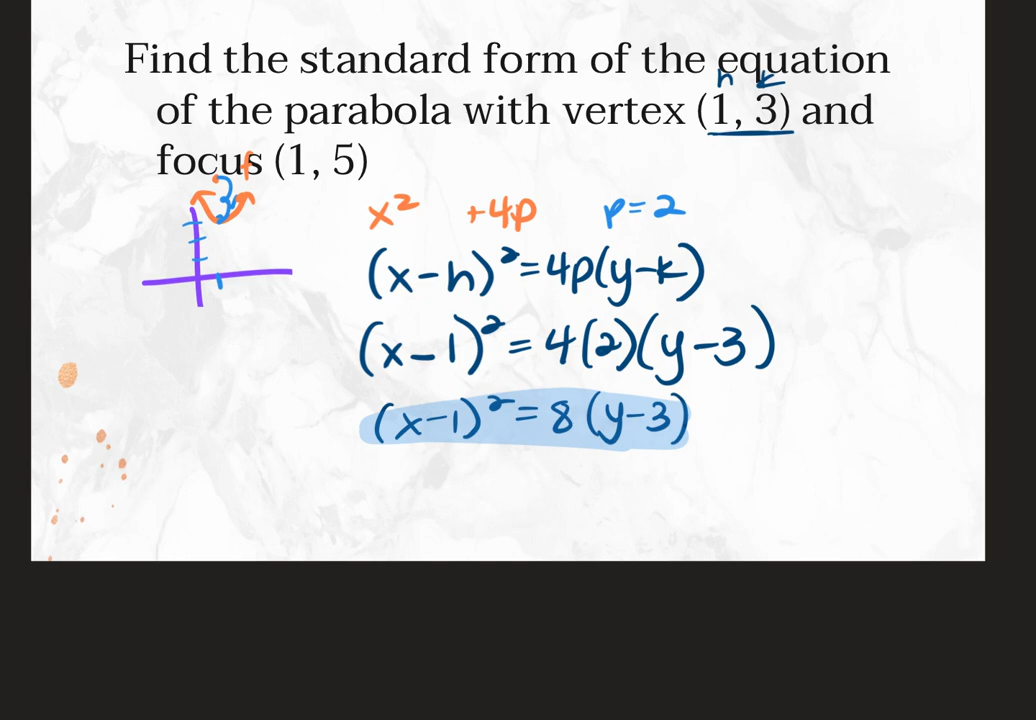 Find the standard form of the equation
h k
of the parabola with vertex (1, 3) and
focus (1, 5)
x² +4p p=2
(x-h)²=4p(y-k)
(x-1)²=4(2)(y-3)
(x-1)²=8(y-3)